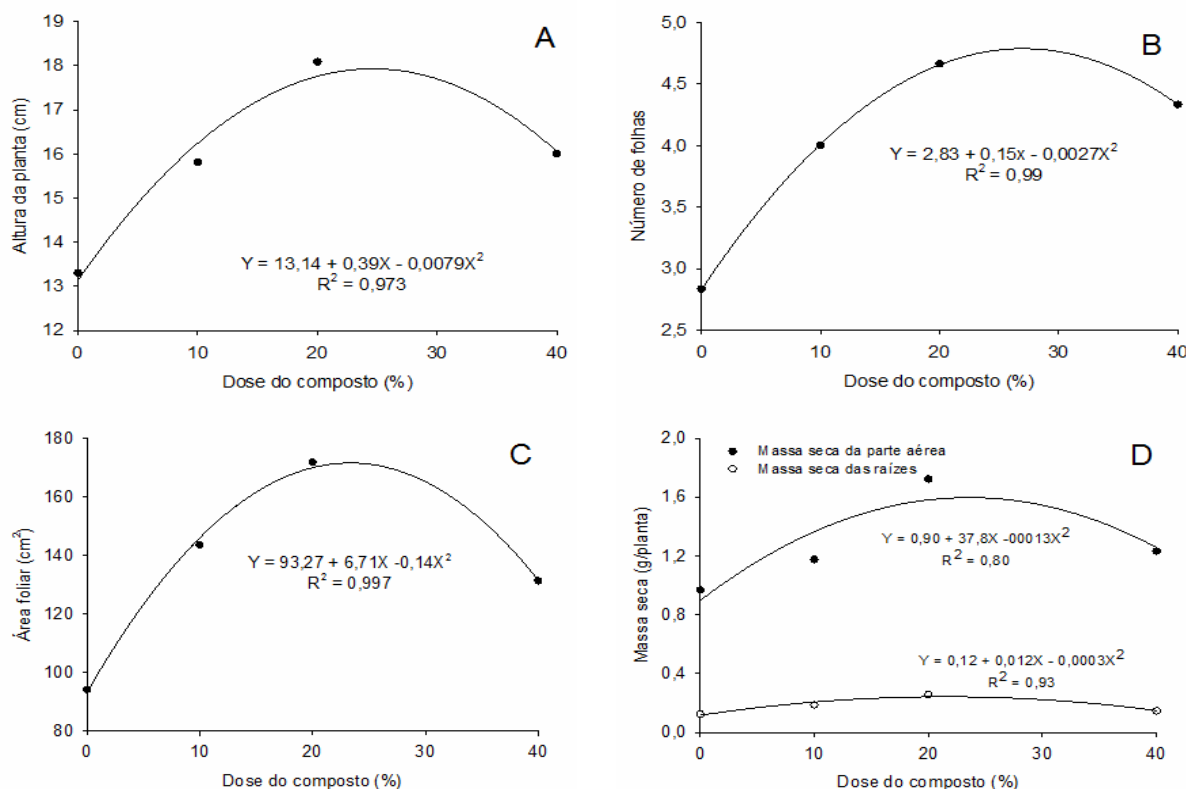 A
Altura da planta (cm)
19
18
17
16
15
14
13
12
Y = 13,14 + 0,39X - 0,0079X²
R² = 0,973
0 10 20 30 40
Dose do composto (%)
B
Número de folhas
5,0
4,5
4,0
3,5
3,0
2,5
Y = 2,83 + 0,15x - 0,0027X²
R² = 0,99
0 10 20 30 40
Dose do composto (%)
C
Área foliar (cm²)
180
160
140
120
100
80
Y = 93,27 + 6,71X -0,14X²
R² = 0,997
0 10 20 30 40
Dose do composto (%)
D
Massa seca (g/planta)
2,0
1,6
1,2
0,8
0,4
0,0
Massa seca da parte aérea
Massa seca das raízes
Y = 0,90 + 37,8X -00013X²
R² = 0,80
Y = 0,12 + 0,012X - 0,0003X²
R² = 0,93
0 10 20 30 40
Dose do composto (%)